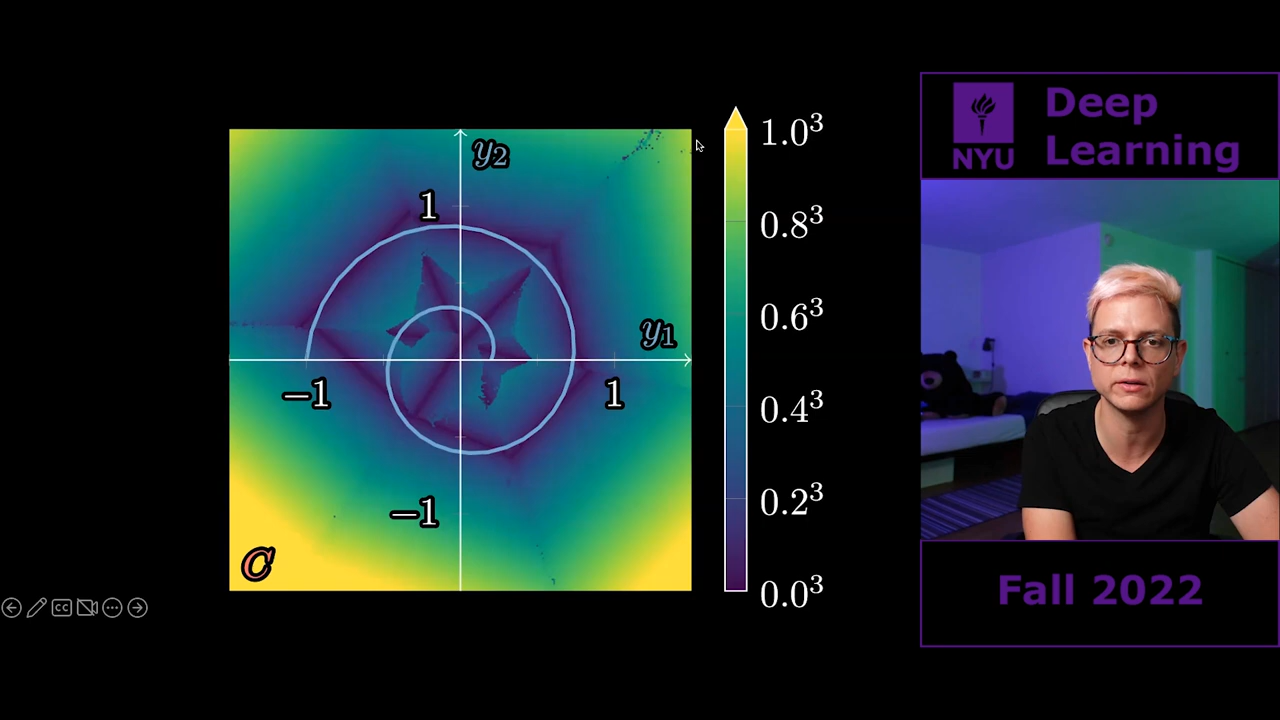 y₂
1
y₁
−1
1
−1
C
1.0³
0.8³
0.6³
0.4³
0.2³
0.0³
CC
NYU
Deep
Learning
Fall 2022